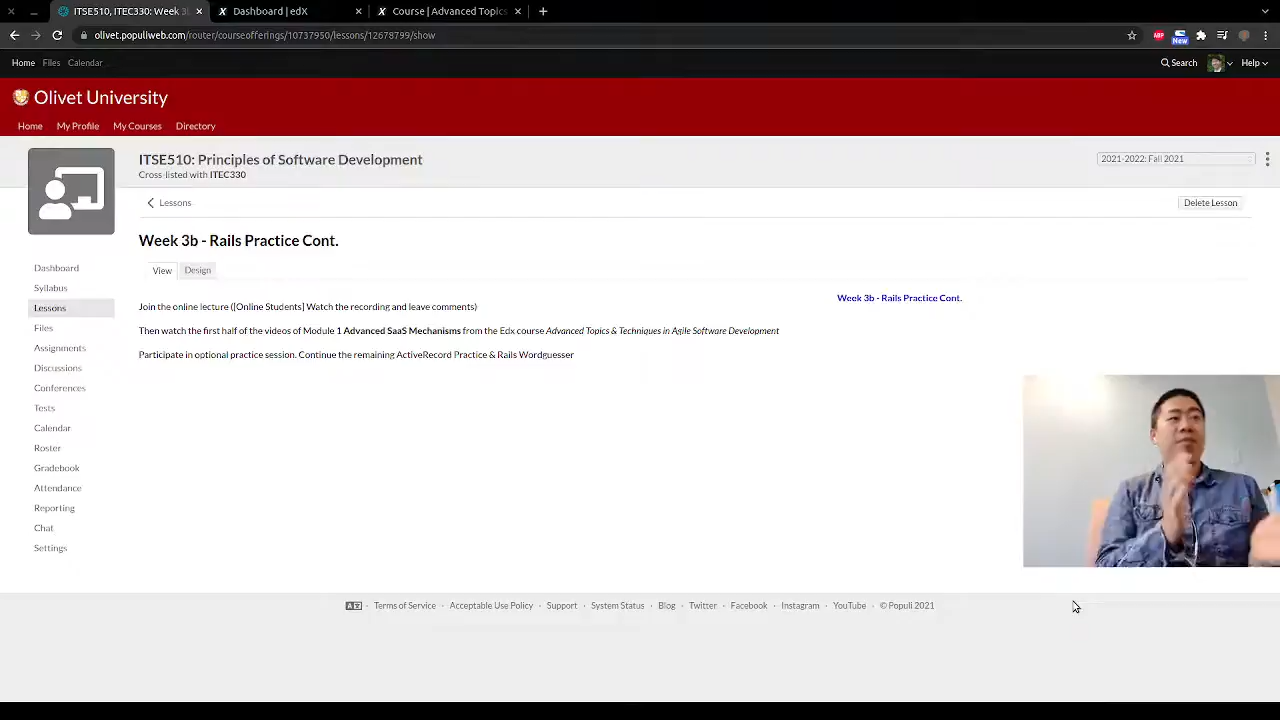 ITSE510, ITEC330: Week 3
Dashboard | edX
Course | Advanced Topics
olivet.populiweb.com/router/courseofferings/10737950/lessons/12678799/show
ABP
New
Home Files Calendar
Search
Help
Olivet University
Home My Profile My Courses Directory
ITSE510: Principles of Software Development
Cross-listed with ITEC330
2021-2022: Fall 2021
Lessons
Delete Lesson
Week 3b - Rails Practice Cont.
View Design
Join the online lecture ([Online Students] Watch the recording and leave comments)
Then watch the first half of the videos of Module 1 Advanced SaaS Mechanisms from the Edx course Advanced Topics & Techniques in Agile Software Development
Participate in optional practice session. Continue the remaining ActiveRecord Practice & Rails Wordguesser
Week 3b - Rails Practice Cont.
Dashboard
Syllabus
Lessons
Files
Assignments
Discussions
Conferences
Tests
Calendar
Roster
Gradebook
Attendance
Reporting
Chat
Settings
Terms of Service · Acceptable Use Policy · Support · System Status · Blog · Twitter · Facebook · Instagram · YouTube · © Populi 2021